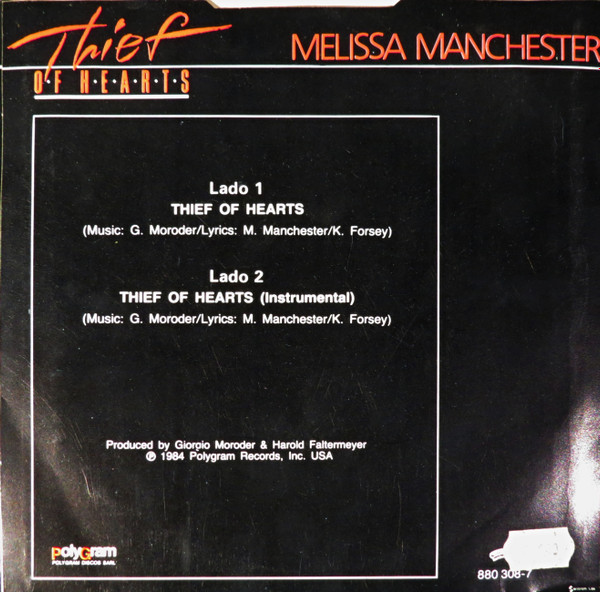 Thief
OF H·E·A·R·T·S
MELISSA MANCHESTER
Lado 1
THIEF OF HEARTS
(Music: G. Moroder/Lyrics: M. Manchester/K. Forsey)
Lado 2
THIEF OF HEARTS (Instrumental)
(Music: G. Moroder/Lyrics: M. Manchester/K. Forsey)
Produced by Giorgio Moroder & Harold Faltermeyer
℗ 1984 Polygram Records, Inc. USA
PolyGram
POLYGRAM DISCOS SARL
880 308-7